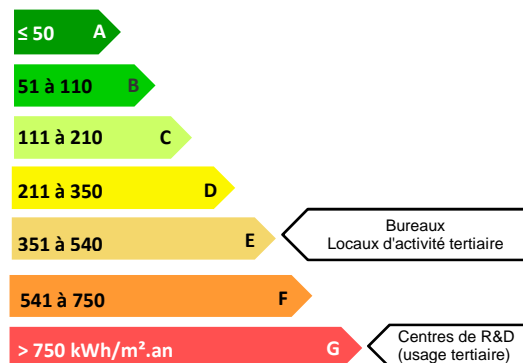 ≤ 50 A
51 à 110 B
111 à 210 C
211 à 350 D
351 à 540 E
Bureaux
Locaux d'activité tertiaire
541 à 750 F
> 750 kWh/m².an G
Centres de R&D
(usage tertiaire)